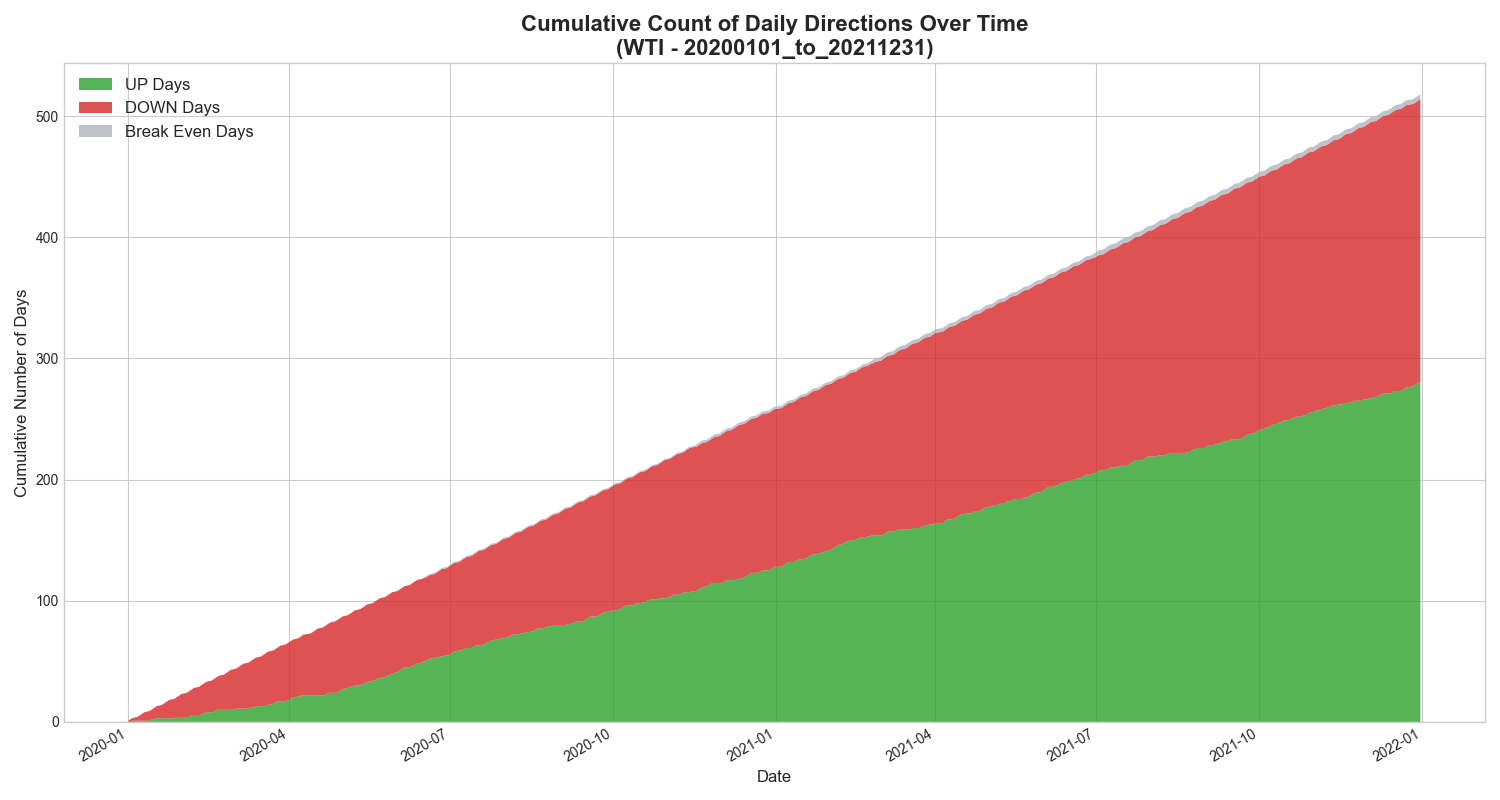 Cumulative Count of Daily Directions Over Time
(WTI - 20200101_to_20211231)
UP Days
DOWN Days
Break Even Days
Cumulative Number of Days
500
400
300
200
100
0
2020-01
2020-04
2020-07
2020-10
2021-01
2021-04
2021-07
2021-10
2022-01
Date